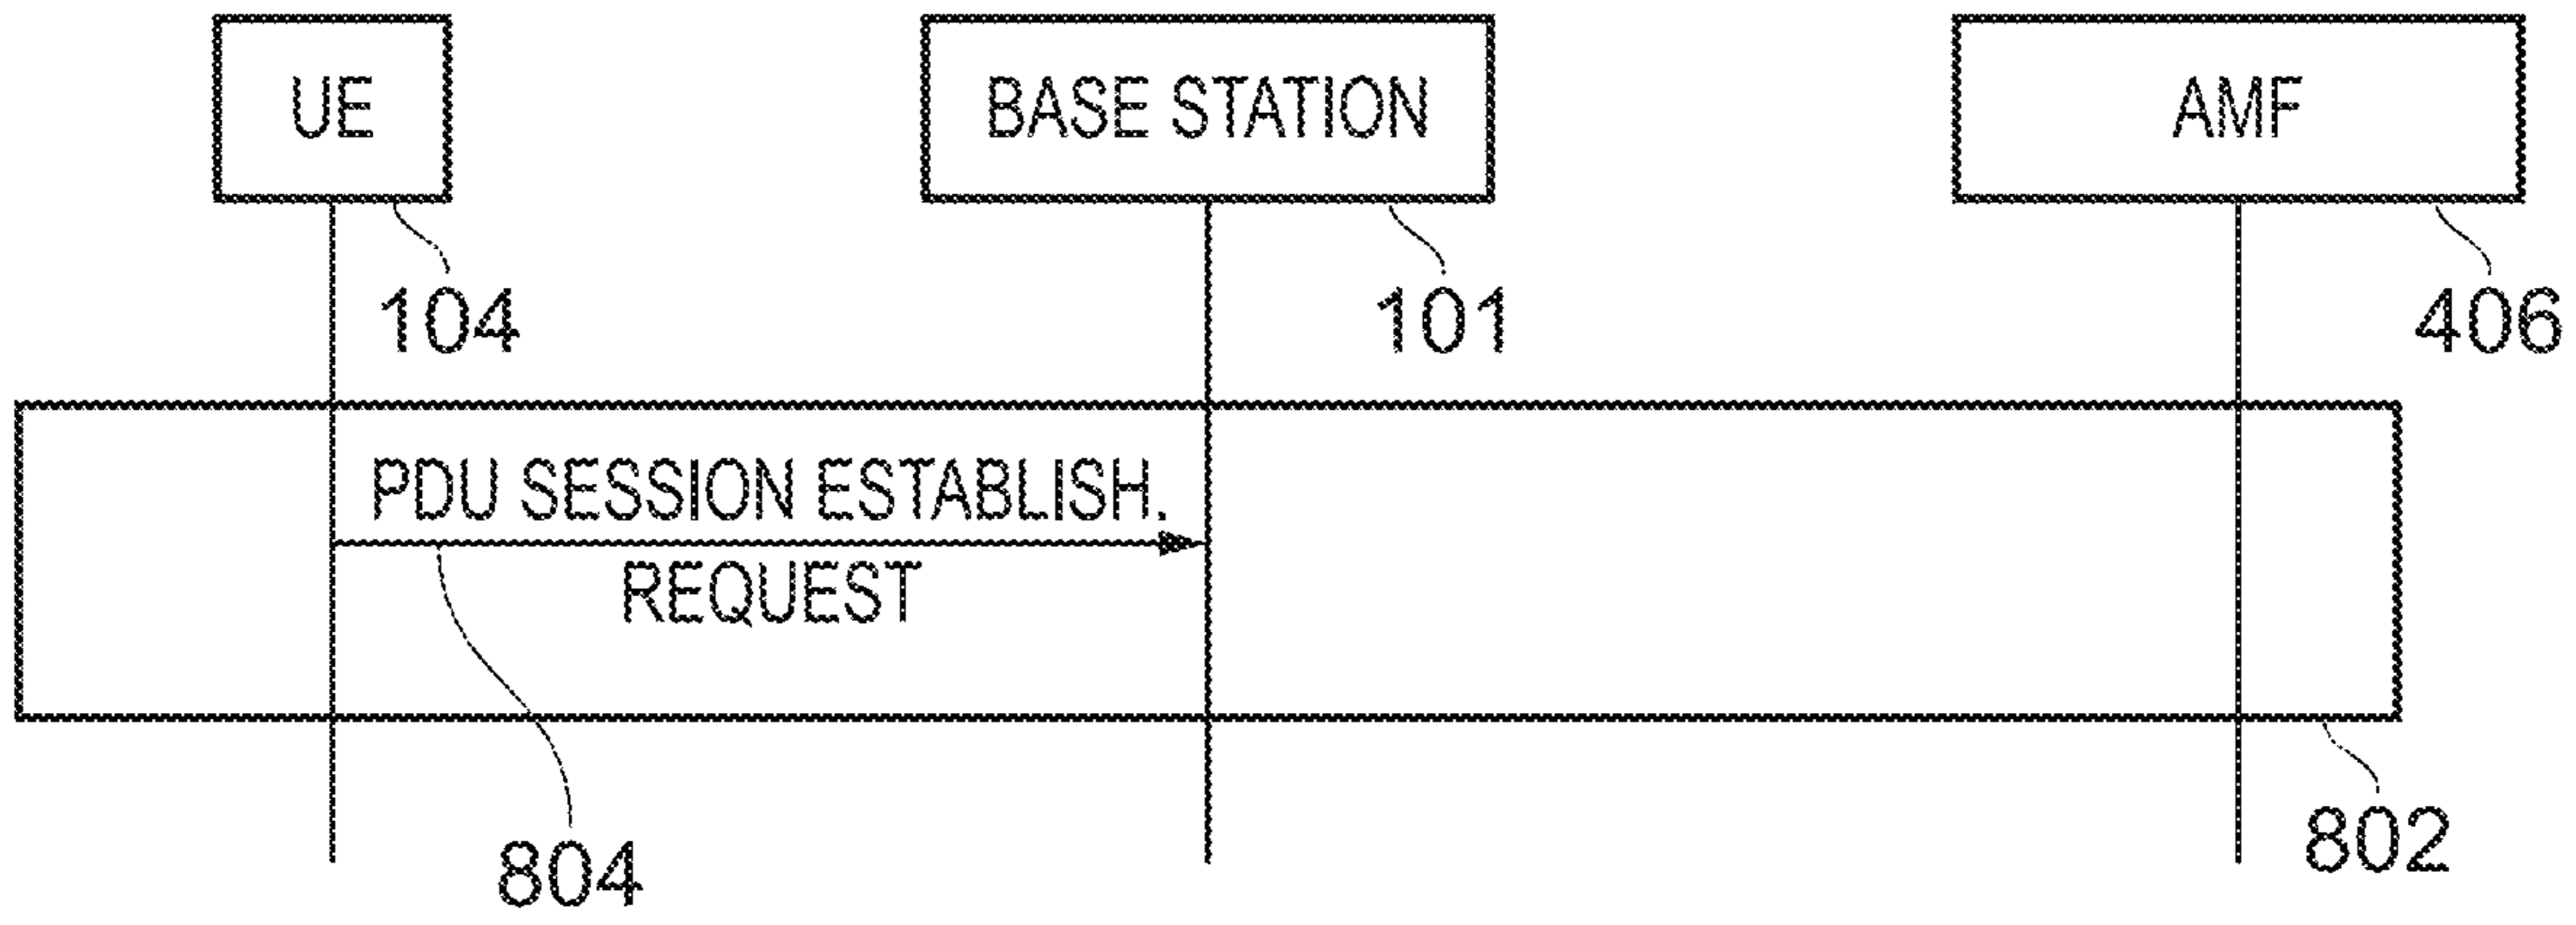 UE
BASE STATION
AMF
104
101
406
PDU SESSION ESTABLISH.
REQUEST
804
802